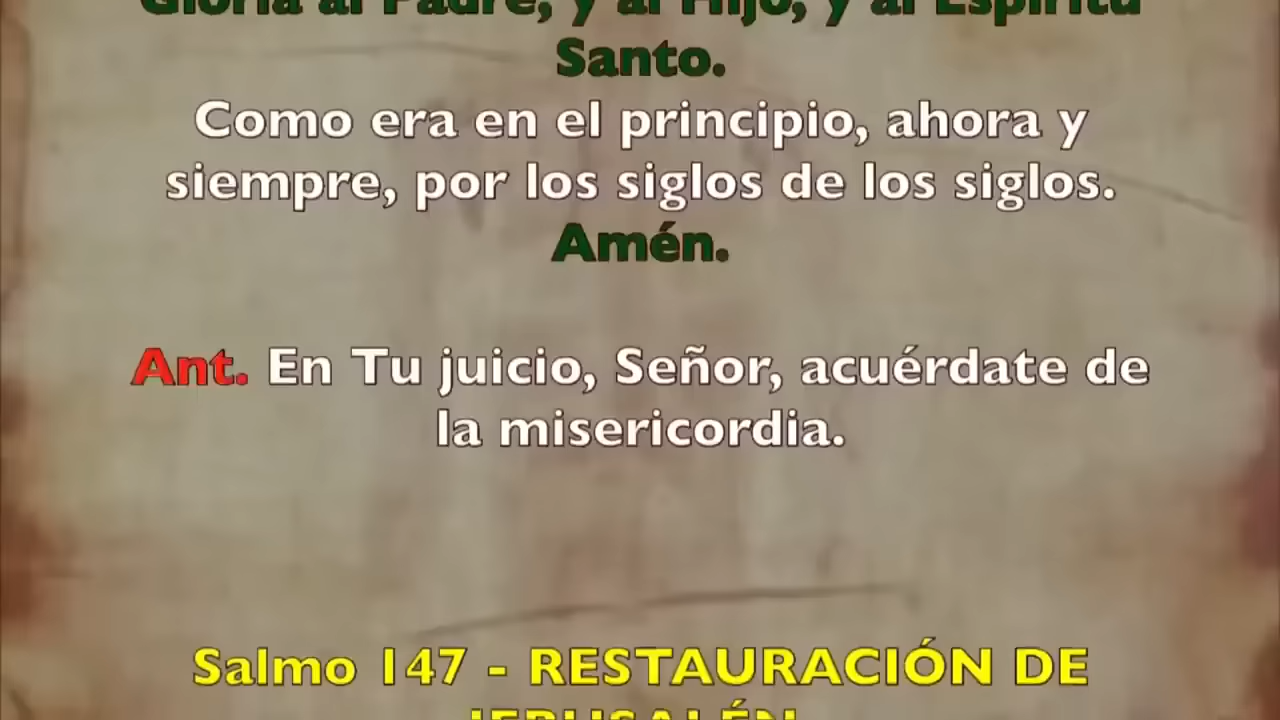 Gloria al Padre, y al Hijo, y al Espíritu
Santo.
Como era en el principio, ahora y
siempre, por los siglos de los siglos.
Amén.
Ant. En Tu juicio, Señor, acuérdate de
la misericordia.
Salmo 147 - RESTAURACIÓN DE
JERUSALÉN